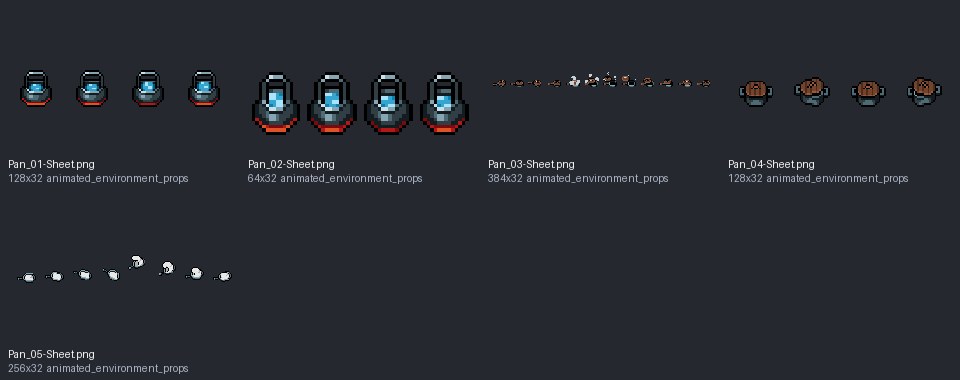 Pan_01-Sheet.png
128x32 animated_environment_props
Pan_02-Sheet.png
64x32 animated_environment_props
Pan_03-Sheet.png
384x32 animated_environment_props
Pan_04-Sheet.png
128x32 animated_environment_props
Pan_05-Sheet.png
256x32 animated_environment_props